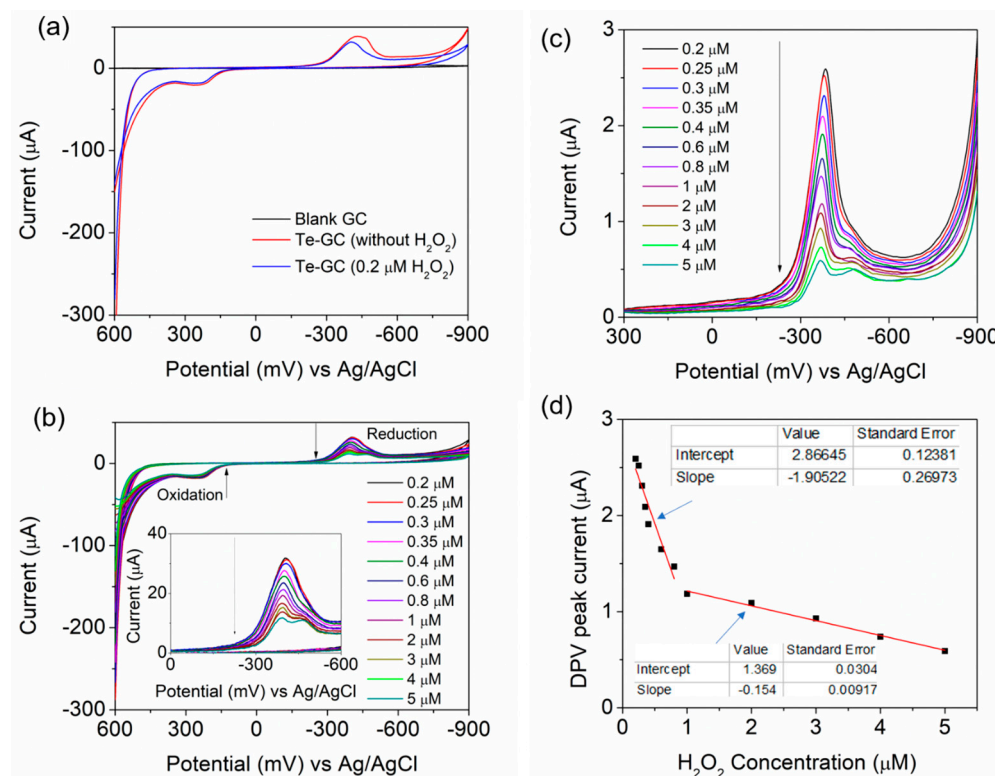 (a)
0
-100
-200
-300
Current (µA)
Blank GC
Te-GC (without H2O2)
Te-GC (0.2 µM H2O2)
600 300 0 -300 -600 -900
Potential (mV) vs Ag/AgCl
(b)
0
-100
-200
-300
Current (µA)
Reduction
Oxidation
0.2 µM
0.25 µM
0.3 µM
0.35 µM
0.4 µM
0.6 µM
0.8 µM
1 µM
2 µM
3 µM
4 µM
5 µM
40
20
0
Current (µA)
0 -300 -600
Potential (mV) vs Ag/AgCl
600 300 0 -300 -600 -900
Potential (mV) vs Ag/AgCl
(c)
3
2
1
0
Current (µA)
0.2 µM
0.25 µM
0.3 µM
0.35 µM
0.4 µM
0.6 µM
0.8 µM
1 µM
2 µM
3 µM
4 µM
5 µM
300 0 -300 -600 -900
Potential (mV) vs Ag/AgCl
(d)
3
2
1
0
DPV peak current (µA)
Value Standard Error
Intercept 2.86645 0.12381
Slope -1.90522 0.26973
Value Standard Error
Intercept 1.369 0.0304
Slope -0.154 0.00917
0 1 2 3 4 5
H2O2 Concentration (µM)